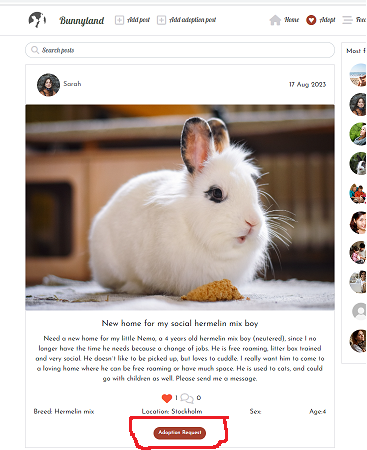 Bunnyland Add post Add adoption post Home Adopt Feed
Search posts
Most f
Sarah 17 Aug 2023
New home for my social hermelin mix boy
Need a new home for my little Nemo, a 4 years old hermelin mix boy (neutered), since I no
longer have the time he needs because a change of jobs. He is free roaming, litter box trained
and very social. He doesn't like to be picked up, but loves to cuddle. I really want him to come to
a loving home where he can be free roaming or have much space. He is used to cats, and could
go with children as well. Please send me a message.
1 0
Breed: Hermelin mix Location: Stockholm Sex: Age:4
Adoption Request